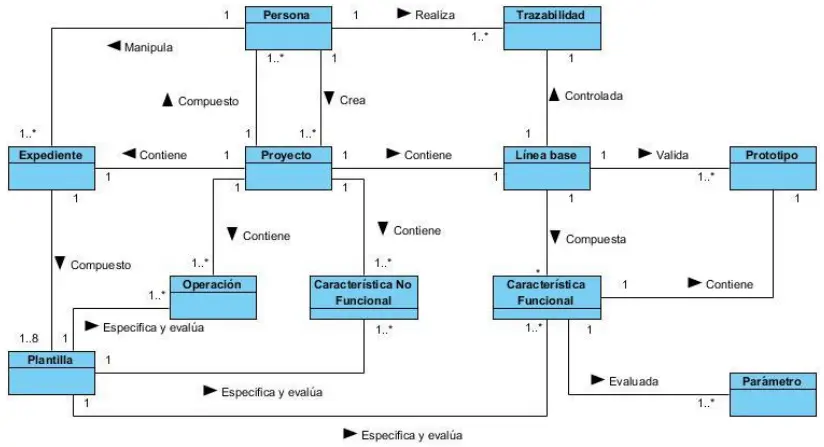 1 Persona 1 Realiza Trazabilidad
Manipula 1..* 1 1..* 1
Compuesto Crea Controlada
1..* 1 1..* 1
Expediente Contiene 1 Proyecto 1 Contiene Línea base 1 Valida Prototipo
1 1 1 1 1 1 1..* 1
Contiene Contiene Compuesta
Compuesto 1..* 1..* *
Operación Característica No Funcional Característica Funcional 1 Contiene
1..* 1..* 1..* 1
Especifica y evalúa
1..8 1
Plantilla 1
Evaluada Parámetro
1 Especifica y evalúa 1..*
Especifica y evalúa